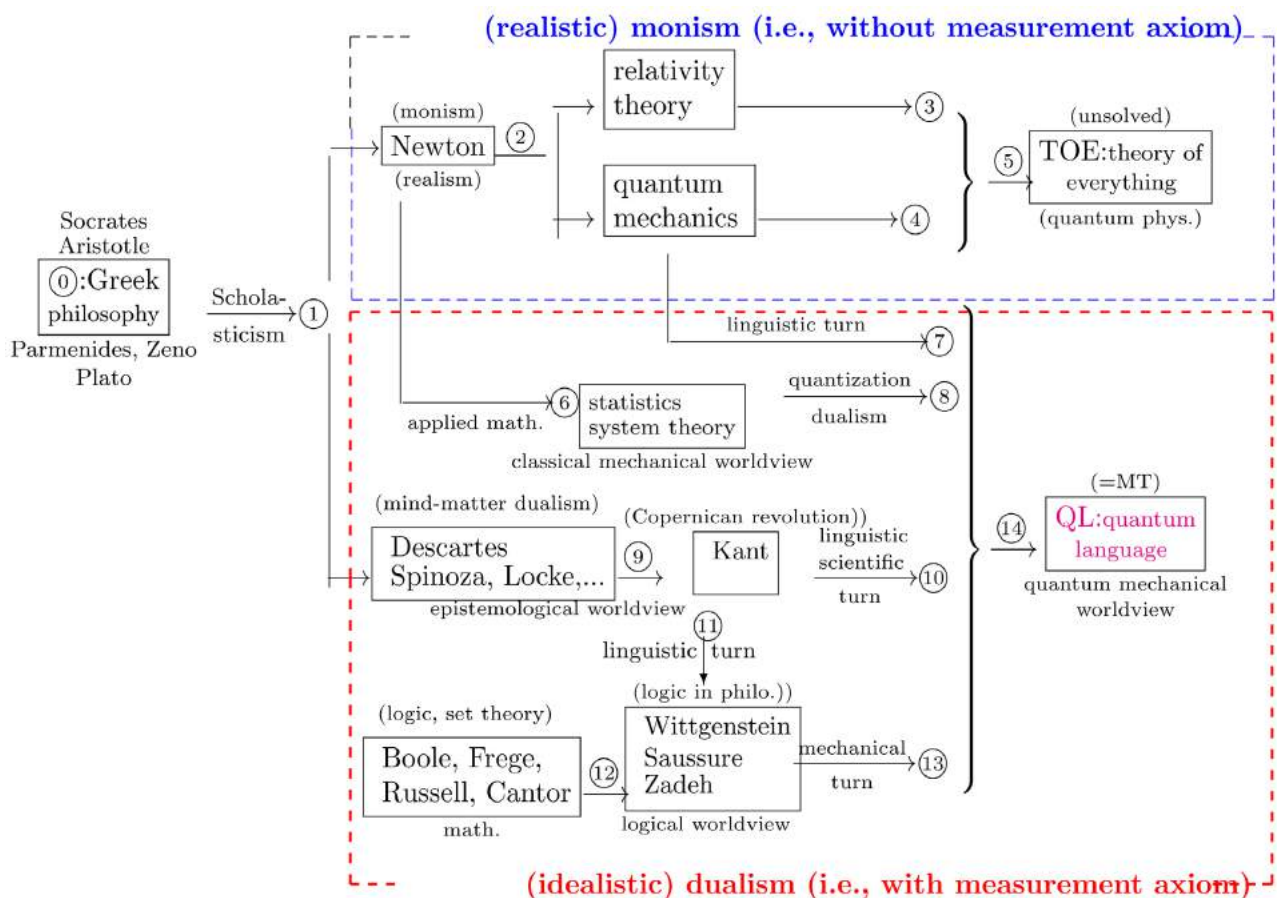 (realistic) monism (i.e., without measurement axiom)
relativity
theory
③
(monism)
Newton
②
(realism)
(unsolved)
⑤
TOE:theory of
everything
(quantum phys.)
quantum
mechanics
④
Socrates
Aristotle
⓪:Greek
philosophy
Parmenides, Zeno
Plato
Schola-
sticism
①
linguistic turn
⑦
applied math.
⑥
statistics
system theory
classical mechanical worldview
quantization
dualism
⑧
(mind-matter dualism)
Descartes
Spinoza, Locke,...
epistemological worldview
⑨
(Copernican revolution))
Kant
linguistic
scientific
turn
⑩
⑭
(=MT)
QL:quantum
language
quantum mechanical
worldview
⑪
linguistic turn
(logic in philo.))
(logic, set theory)
Boole, Frege,
Russell, Cantor
math.
⑫
Wittgenstein
Saussure
Zadeh
logical worldview
mechanical
turn
⑬
(idealistic) dualism (i.e., with measurement axiom)